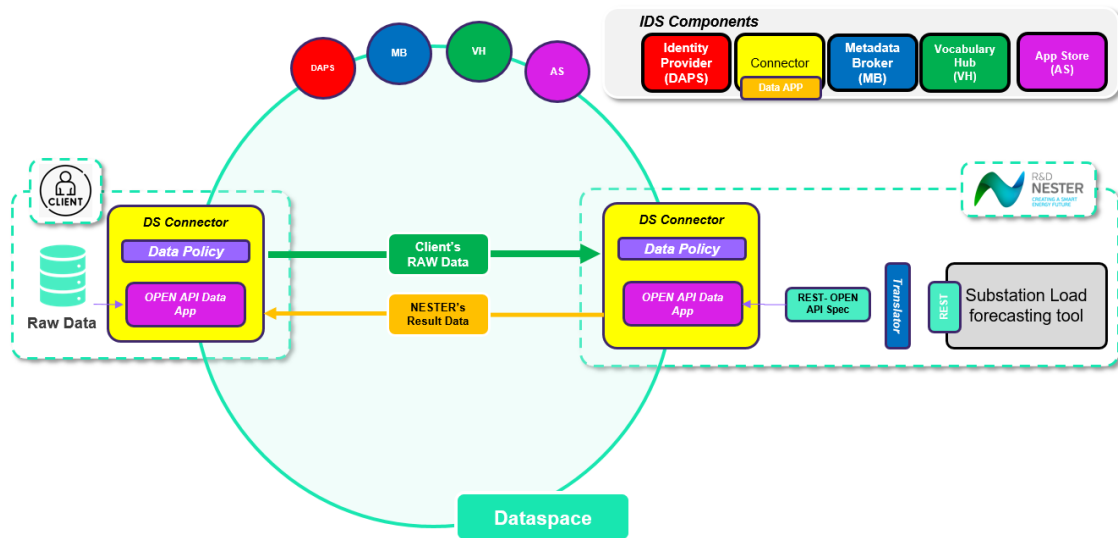 IDS Components
Identity
Provider
(DAPS)
Connector
Data APP
Metadata
Broker
(MB)
Vocabulary
Hub
(VH)
App Store
(AS)
DAPS
MB
VH
AS
CLIENT
Raw Data
DS Connector
Data Policy
OPEN API Data
App
Client's
RAW Data
NESTER's
Result Data
DS Connector
Data Policy
OPEN API Data
App
R&D
NESTER
CREATING A SMART
ENERGY FUTURE
REST- OPEN
API Spec
Translator
REST
Substation Load
forecasting tool
Dataspace